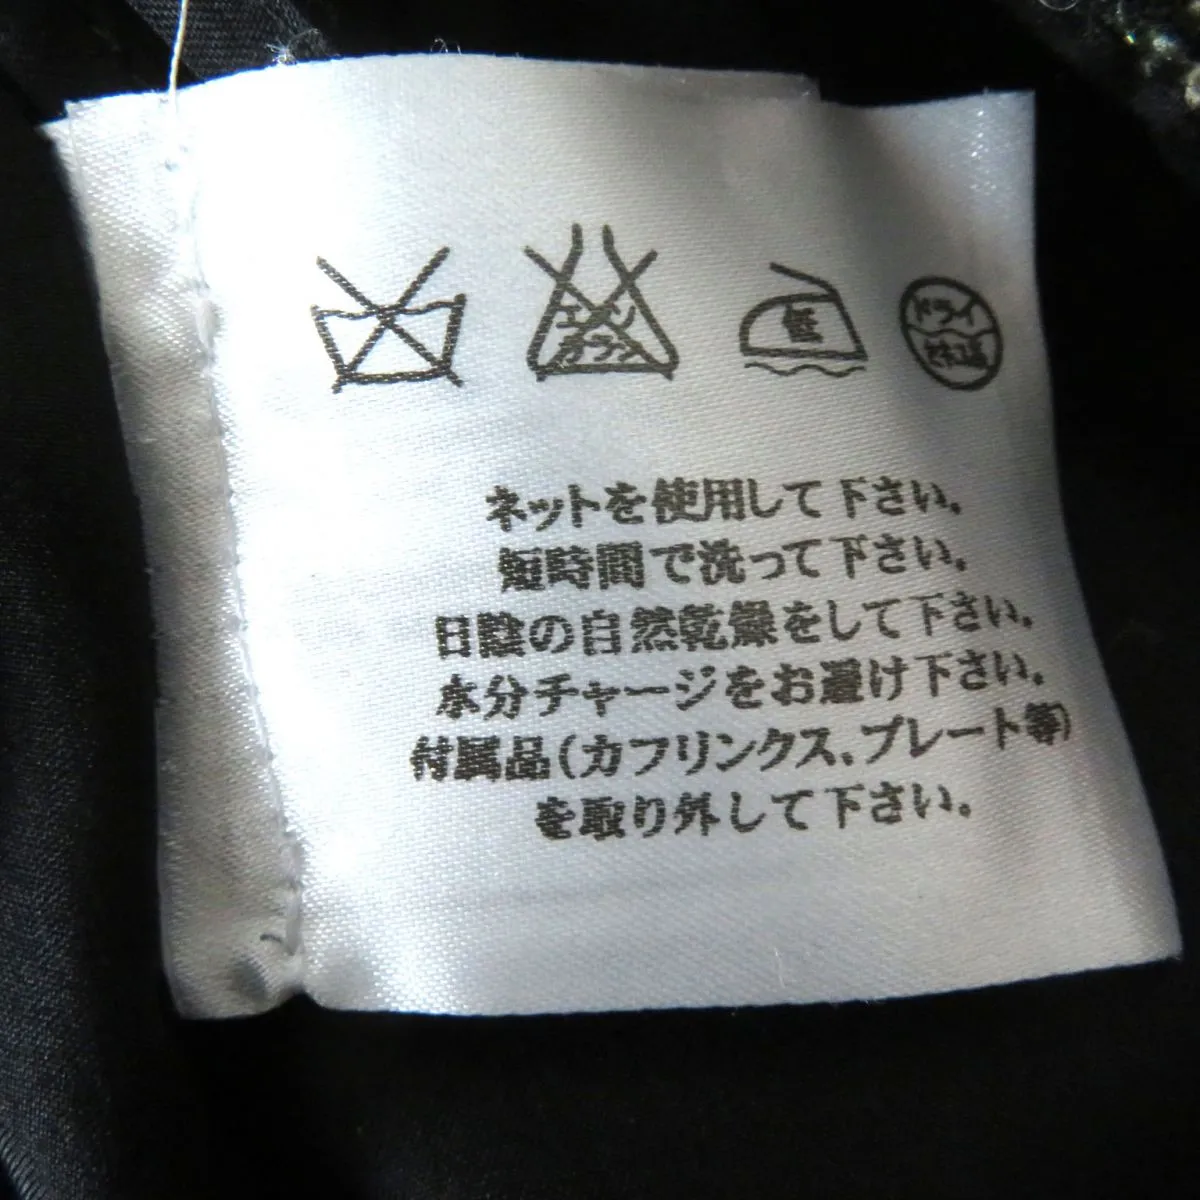 エンソ
サラシ
低
ドライ
セキユ系
ネットを使用して下さい。
短時間で洗って下さい。
日陰の自然乾燥をして下さい。
水分チャージをお避け下さい。
付属品(カフリンクス、プレート等)
を取り外して下さい。